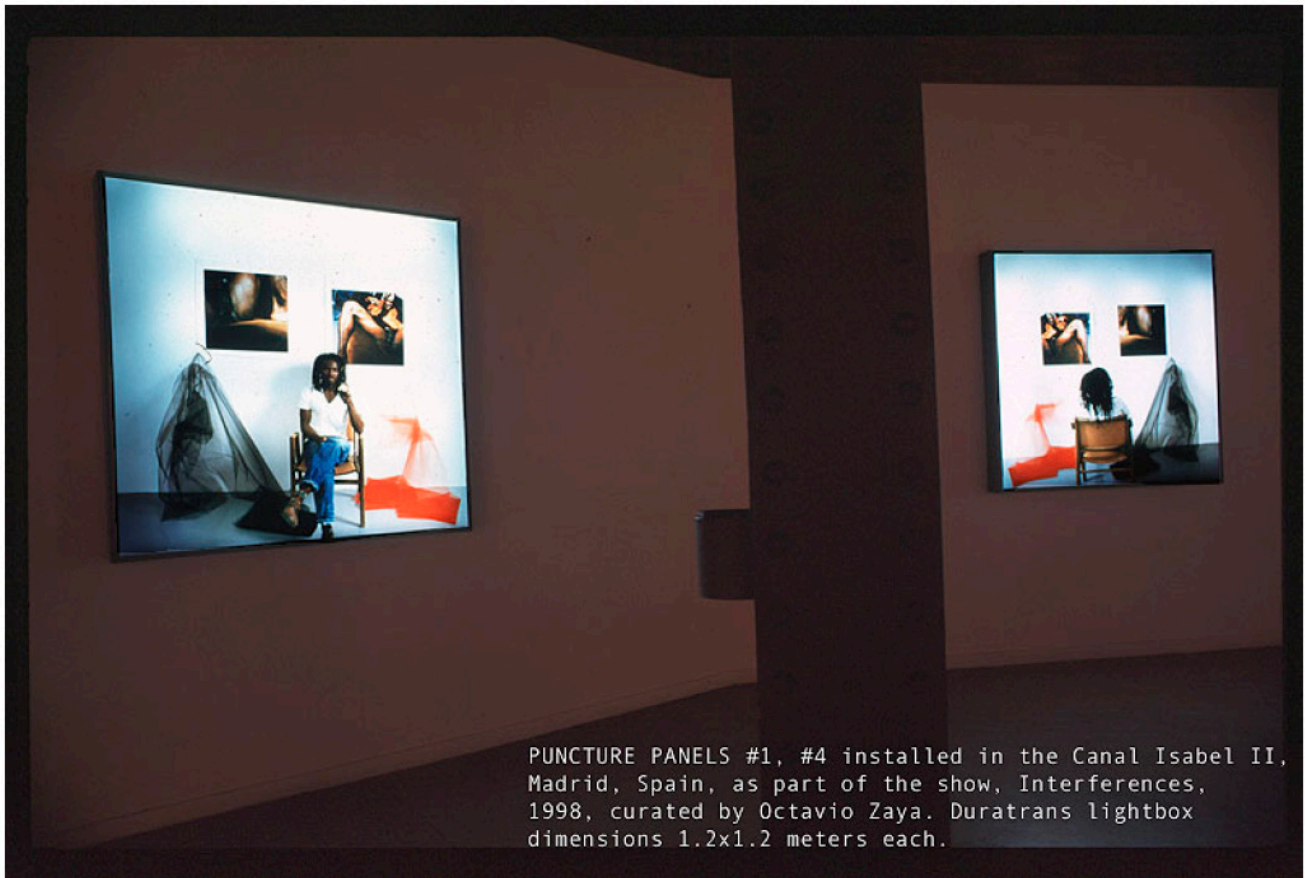 PUNCTURE PANELS #1, #4 installed in the Canal Isabel II,
Madrid, Spain, as part of the show, Interferences,
1998, curated by Octavio Zaya. Duratrans lightbox
dimensions 1.2x1.2 meters each.